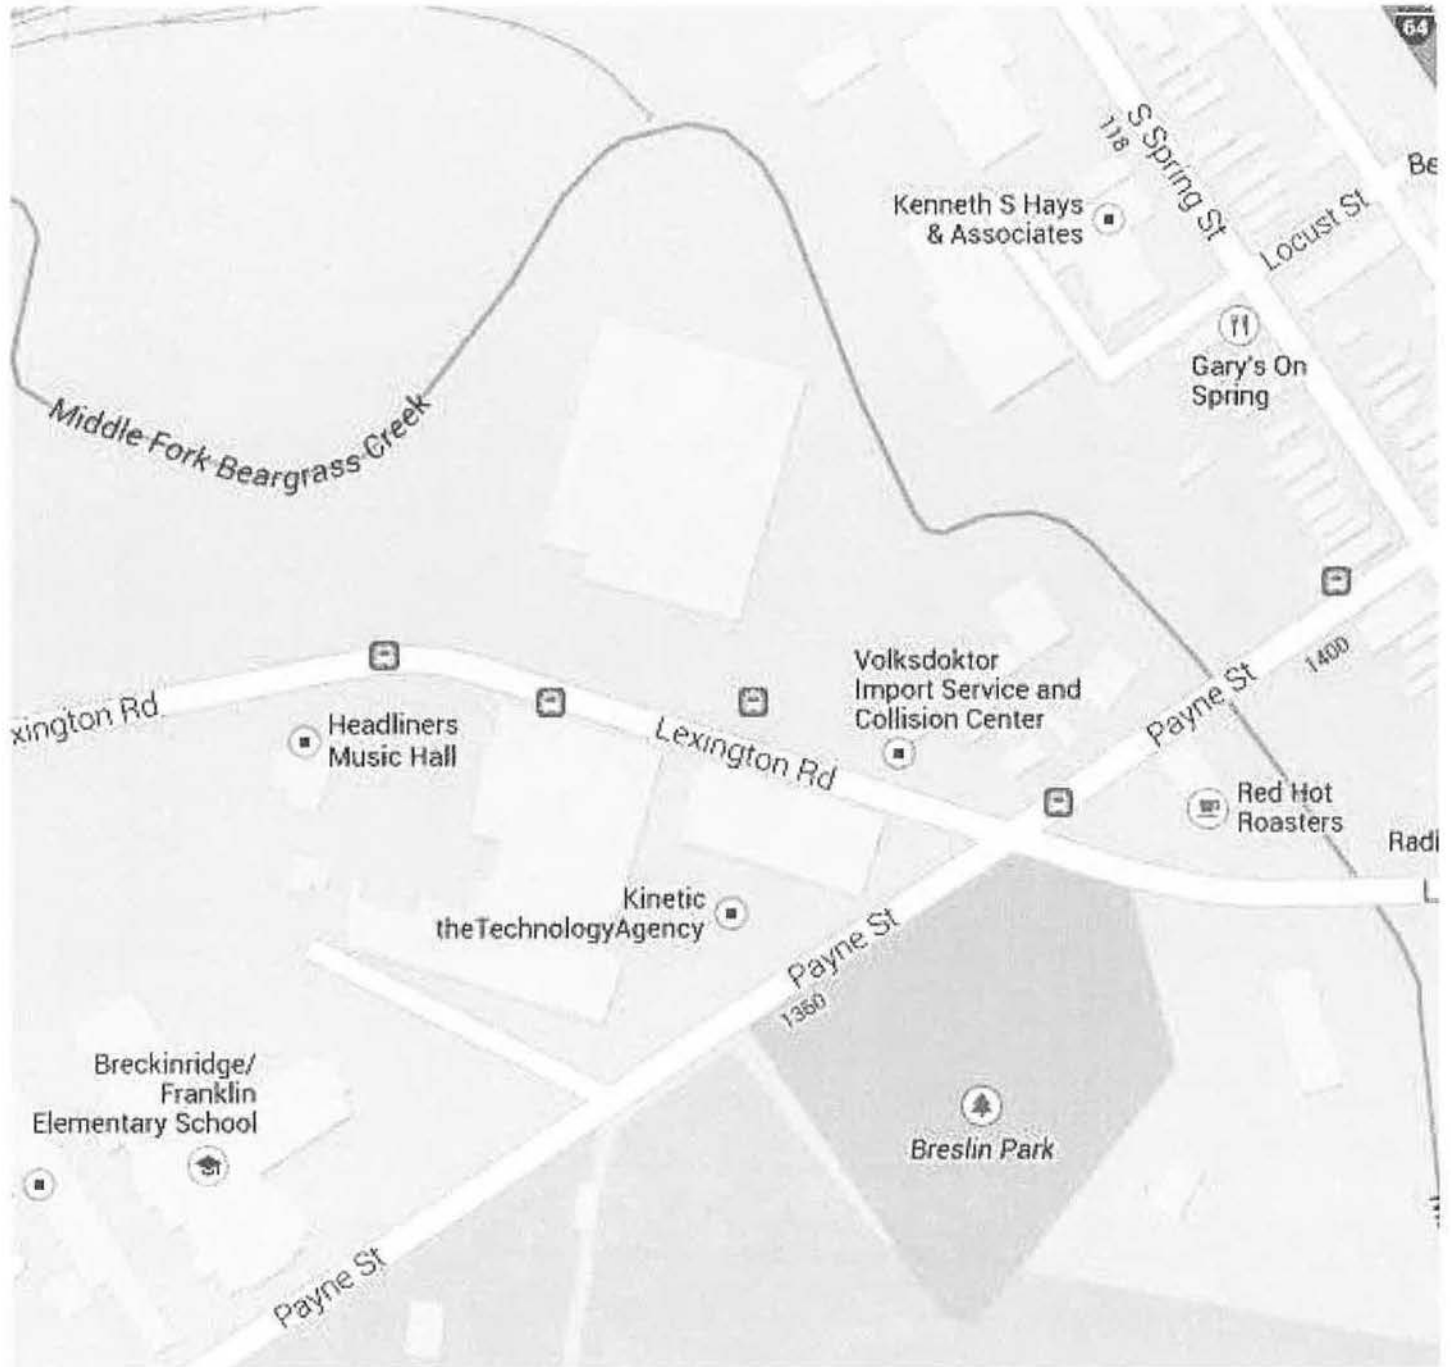 64
S Spring St
118
Be
Kenneth S Hays
& Associates
Locust St
Gary's On
Spring
Middle Fork Beargrass Creek
1400
Volksdoktor
Import Service and
Collision Center
Payne St
xington Rd
Headliners
Music Hall
Lexington Rd
Red Hot
Roasters
Radi
L
Kinetic
theTechnologyAgency
Payne St
1350
Breckinridge/
Franklin
Elementary School
Breslin Park
Payne St